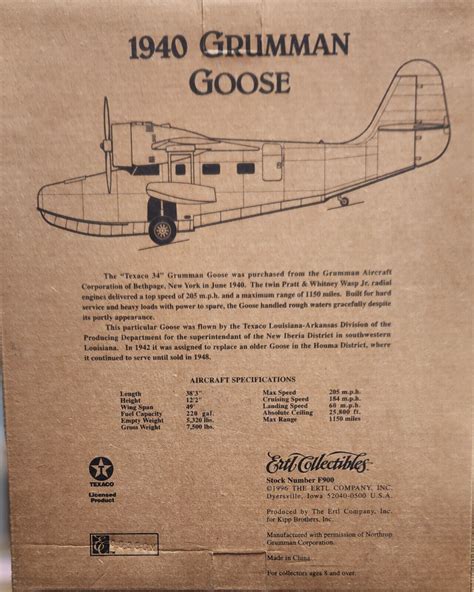 1940 GRUMMAN
GOOSE
The "Texaco 34" Grumman Goose was purchased from the Grumman Aircraft
Corporation of Bethpage, New York in June 1940. The twin Pratt & Whitney Wasp Jr. radial
engines delivered a top speed of 205 m.p.h. and a maximum range of 1150 miles. Built for hard
service and heavy loads with power to spare, the Goose handled rough waters gracefully despite
its portly appearance.
This particular Goose was flown by the Texaco Louisiana-Arkansas Division of the
Producing Department for the superintendant of the New Iberia District in southwestern
Louisiana. In 1942 it was assigned to replace an older Goose in the Houma District, where
it continued to serve until sold in 1948.
AIRCRAFT SPECIFICATIONS
Length 38'3"
Height 12'2"
Wing Span 49'
Fuel Capacity 220 gal.
Empty Weight 5,320 lbs.
Gross Weight 7,500 lbs.
Max Speed 205 m.p.h.
Cruising Speed 184 m.p.h.
Landing Speed 60 m.p.h.
Absolute Ceiling 25,800 ft.
Max Range 1150 miles
TEXACO
Licensed
Product
Ertl Collectibles™
Stock Number F900
©1996 THE ERTL COMPANY, INC.
Dyersville, Iowa 52040-0500 U.S.A.
Produced by The Ertl Company, Inc.
for Kipp Brothers, Inc.
Manufactured with permission of Northrop
Grumman Corporation.
Made in China.
For collectors ages 8 and over.